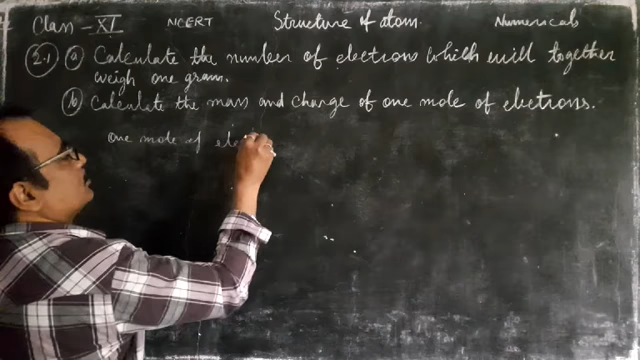 Class - XI NCERT Structure of atom. Numericals
2.1 (a) Calculate the number of electrons which will together
weigh one gram.
(b) Calculate the mass and charge of one mole of electrons.
one mole of ele